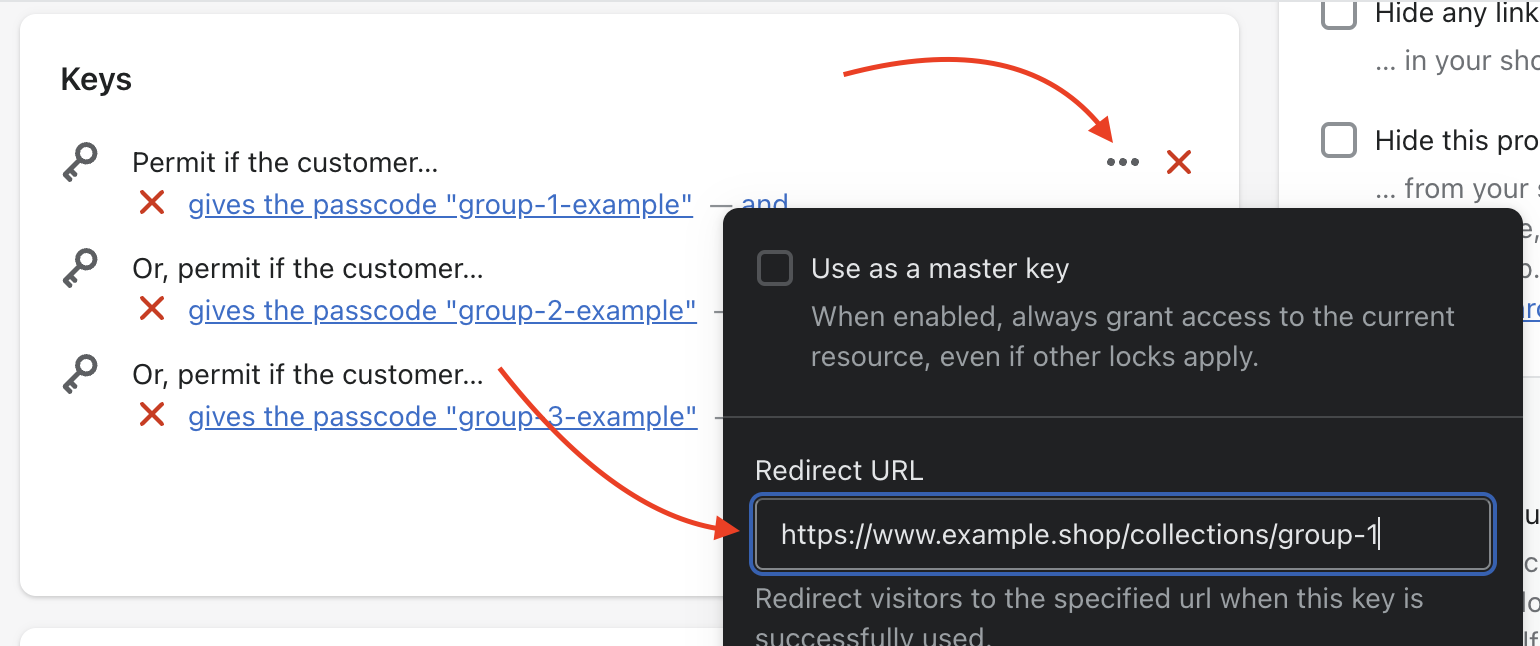 Keys
Permit if the customer...
gives the passcode "group-1-example" — and
Or, permit if the customer...
gives the passcode "group-2-example" –
Or, permit if the customer...
gives the passcode "group-3-example" –
Use as a master key
When enabled, always grant access to the current
resource, even if other locks apply.
Redirect URL
https://www.example.shop/collections/group-1
Redirect visitors to the specified url when this key is
successfully used.
Hide any link
... in your sho
Hide this pro
... from your